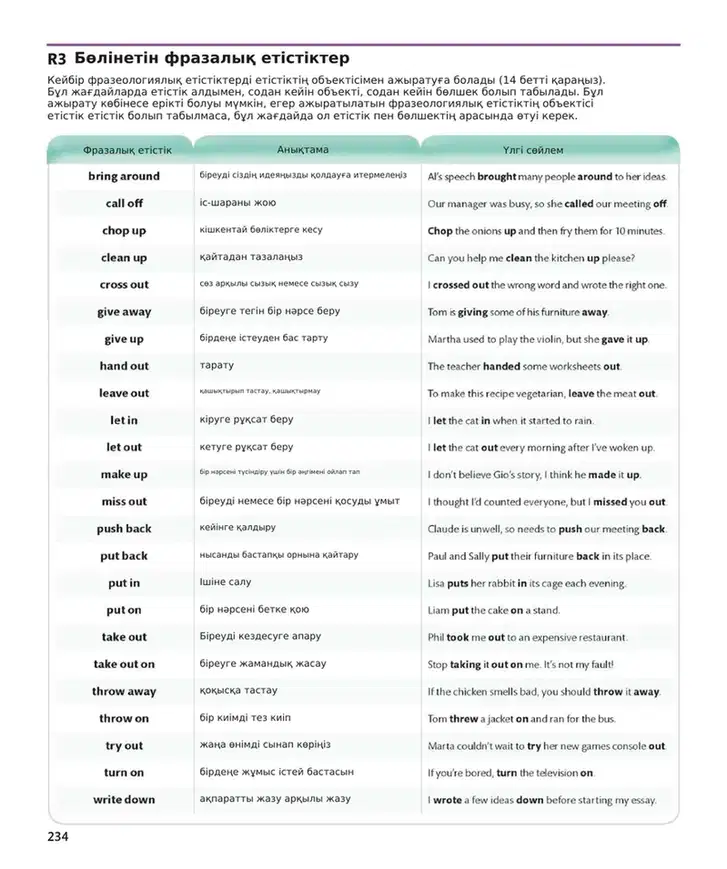 R3 Бөлінетін фразалық етістіктер
Кейбір фразеологиялық етістіктерді етістіктің объектісімен ажыратуға болады (14 бетті қараңыз).
Бұл жағдайларда етістік алдымен, содан кейін объекті, содан кейін бөлшек болып табылады. Бұл
ажырату көбінесе ерікті болуы мүмкін, егер ажыратылатын фразеологиялық етістіктің объектісі
етістік етістік болып табылмаса, бұл жағдайда ол етістік пен бөлшектің арасында өтуі керек.
Фразалық етістік Анықтама Үлгі сөйлем
bring around біреуді сіздің идеяңызды қолдауға итермелеңіз Al's speech brought many people around to her ideas.
call off іс-шараны жою Our manager was busy, so she called our meeting off.
chop up кішкентай бөліктерге кесу Chop the onions up and then fry them for 10 minutes.
clean up қайтадан тазалаңыз Can you help me clean the kitchen up please?
cross out сөз арқылы сызық немесе сызық сызу I crossed out the wrong word and wrote the right one.
give away біреуге тегін бір нәрсе беру Tom is giving some of his furniture away.
give up бірдеңе істеуден бас тарту Martha used to play the violin, but she gave it up.
hand out тарату The teacher handed some worksheets out.
leave out қашықтырып тастау, қашықтырмау To make this recipe vegetarian, leave the meat out.
let in кіруге рұқсат беру I let the cat in when it started to rain.
let out кетуге рұқсат беру I let the cat out every morning after I've woken up.
make up бір нәрсені түсіндіру үшін бір әңгімені ойлап тап I don't believe Gio's story, I think he made it up.
miss out біреуді немесе бір нәрсені қосуды ұмыт I thought I'd counted everyone, but I missed you out.
push back кейінге қалдыру Claude is unwell, so needs to push our meeting back.
put back нысанды бастапқы орнына қайтару Paul and Sally put their furniture back in its place.
put in Ішіне салу Lisa puts her rabbit in its cage each evening.
put on бір нәрсені бетке қою Liam put the cake on a stand.
take out Біреуді кездесуге апару Phil took me out to an expensive restaurant.
take out on біреуге жамандық жасау Stop taking it out on me. It's not my fault!
throw away қоқысқа тастау If the chicken smells bad, you should throw it away.
throw on бір киімді тез киіп Tom threw a jacket on and ran for the bus.
try out жаңа өнімді сынап көріңіз Marta couldn't wait to try her new games console out.
turn on бірдеңе жұмыс істей бастасын If you're bored, turn the television on.
write down ақпаратты жазу арқылы жазу I wrote a few ideas down before starting my essay.
234